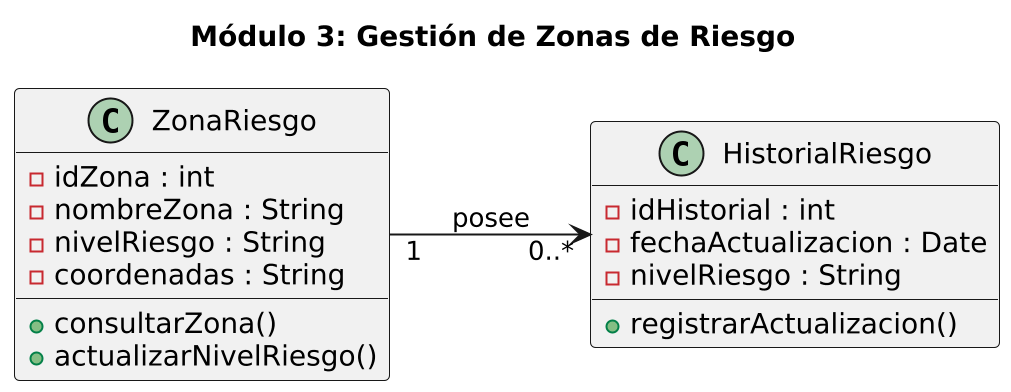 Módulo 3: Gestión de Zonas de Riesgo
C ZonaRiesgo
idZona : int
nombreZona : String
nivelRiesgo : String
coordenadas : String
consultarZona()
actualizarNivelRiesgo()
posee
1
0..*
C HistorialRiesgo
idHistorial : int
fechaActualizacion : Date
nivelRiesgo : String
registrarActualizacion()